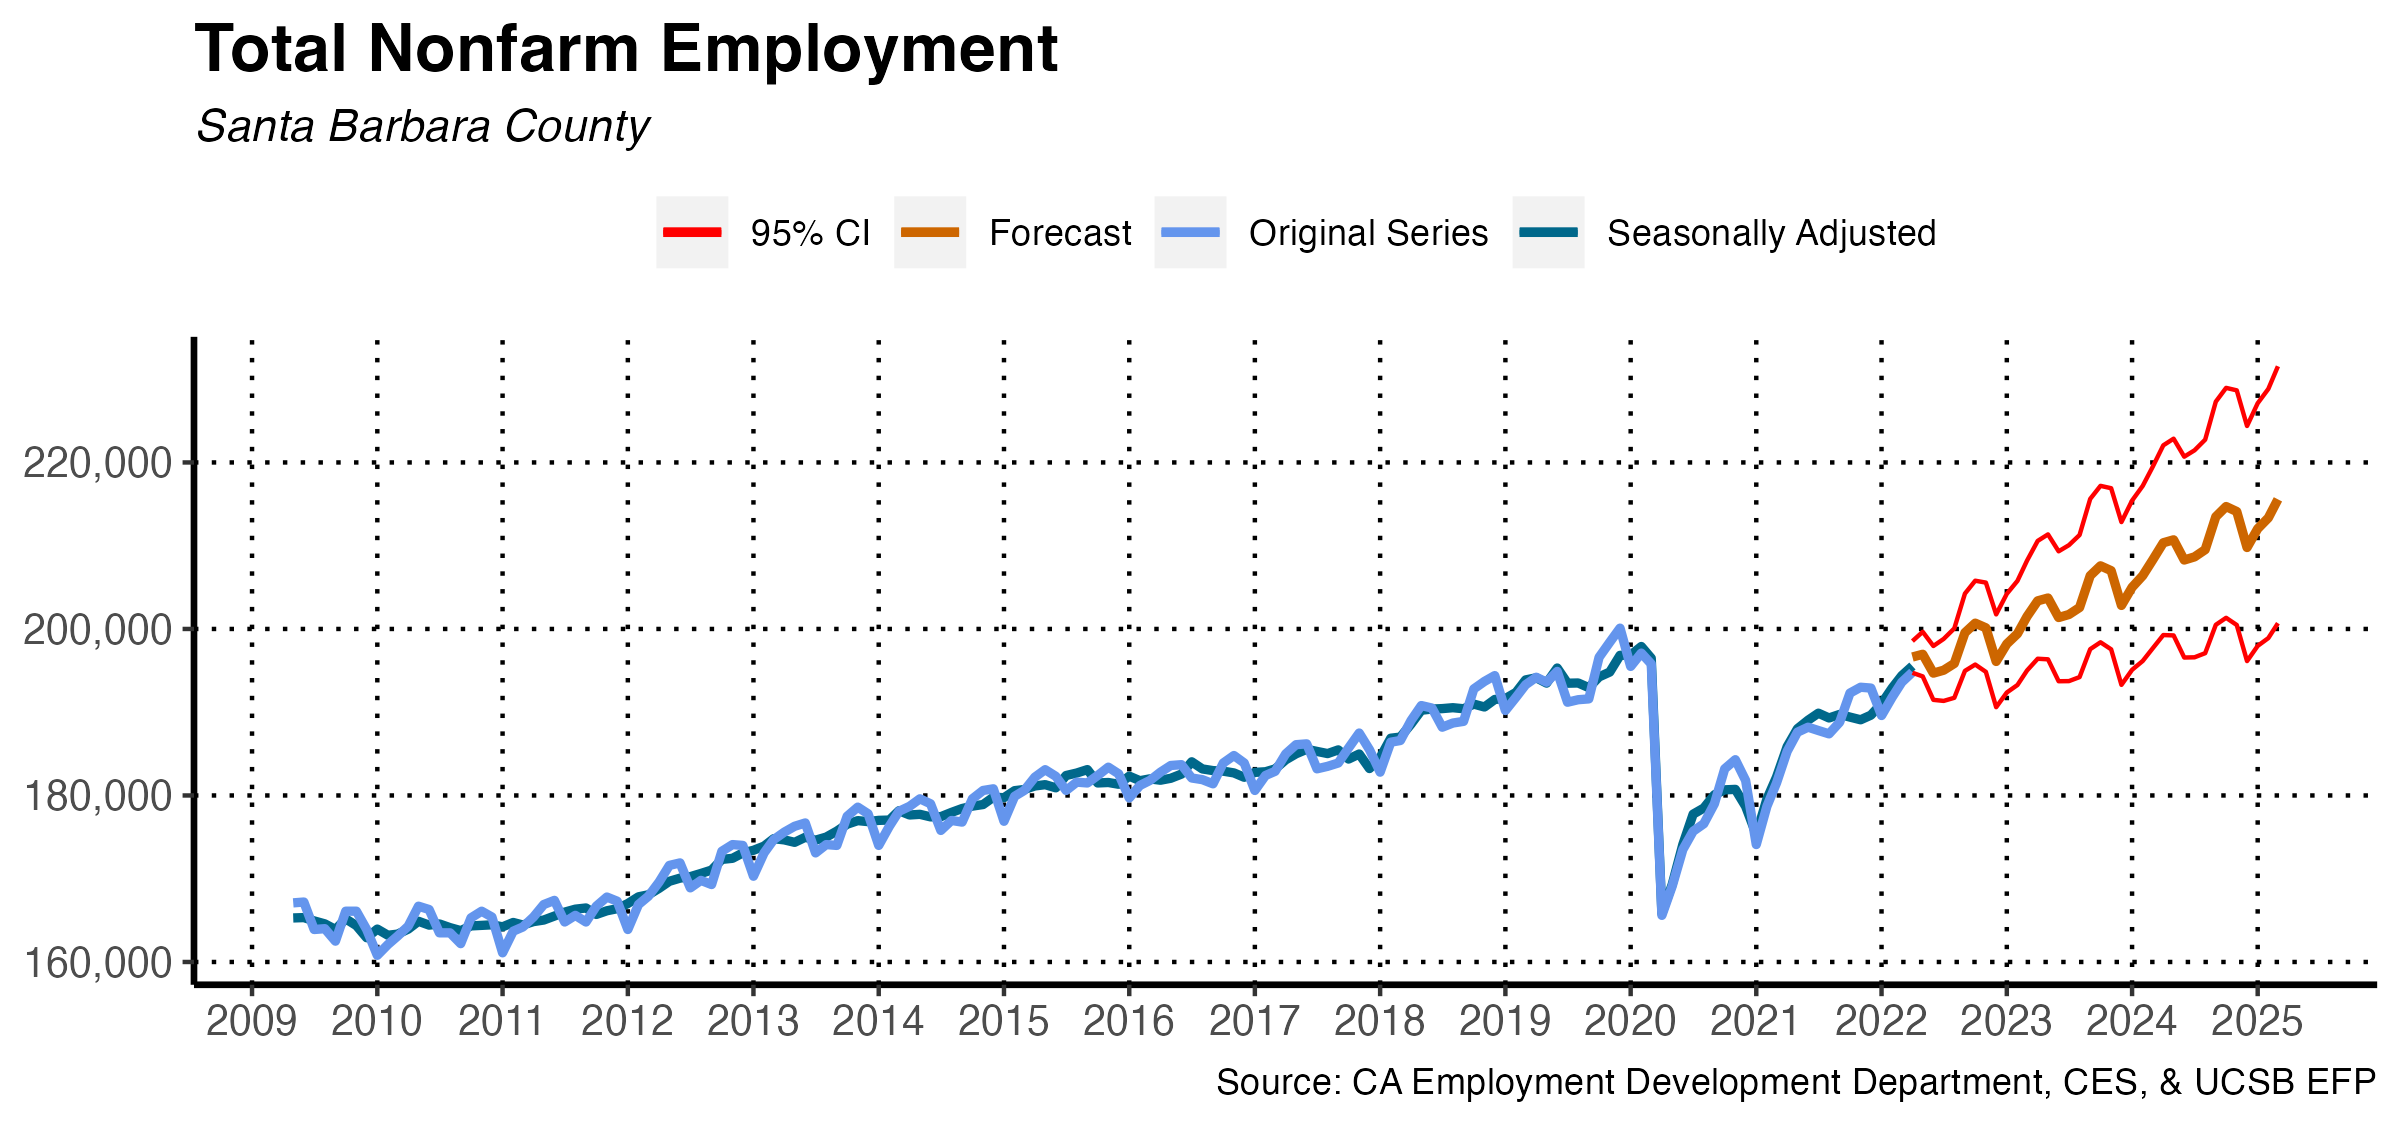 Total Nonfarm Employment
Santa Barbara County
95% CI Forecast Original Series Seasonally Adjusted
220,000
200,000
180,000
160,000
2009 2010 2011 2012 2013 2014 2015 2016 2017 2018 2019 2020 2021 2022 2023 2024 2025
Source: CA Employment Development Department, CES, & UCSB EFP